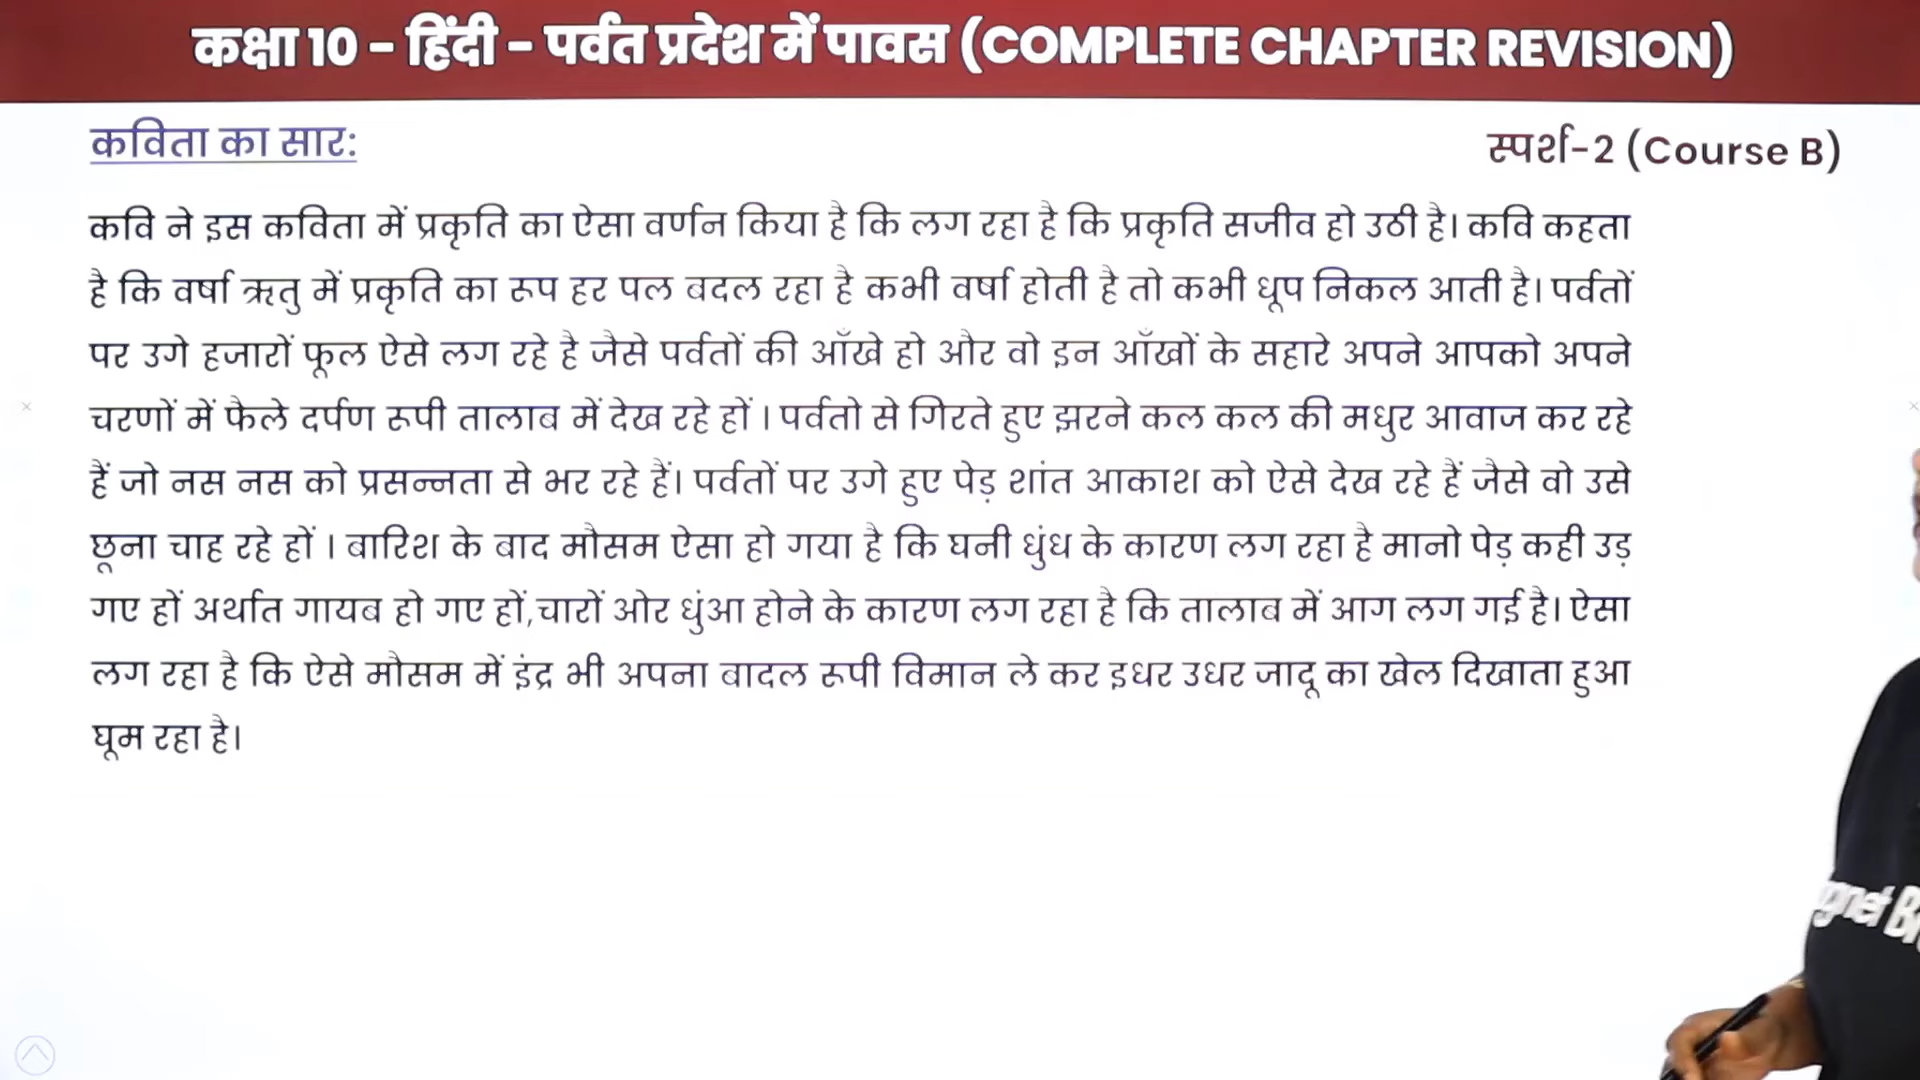 कक्षा 10 - हिंदी - पर्वत प्रदेश में पावस (COMPLETE CHAPTER REVISION)
कविता का सार:
स्पर्श-2 (Course B)
कवि ने इस कविता में प्रकृति का ऐसा वर्णन किया है कि लग रहा है कि प्रकृति सजीव हो उठी है। कवि कहता
है कि वर्षा ऋतु में प्रकृति का रूप हर पल बदल रहा है कभी वर्षा होती है तो कभी धूप निकल आती है। पर्वतों
पर उगे हजारों फूल ऐसे लग रहे है जैसे पर्वतों की आँखे हो और वो इन आँखों के सहारे अपने आपको अपने
चरणों में फैले दर्पण रूपी तालाब में देख रहे हों । पर्वतो से गिरते हुए झरने कल कल की मधुर आवाज कर रहे
हैं जो नस नस को प्रसन्नता से भर रहे हैं। पर्वतों पर उगे हुए पेड़ शांत आकाश को ऐसे देख रहे हैं जैसे वो उसे
छूना चाह रहे हों । बारिश के बाद मौसम ऐसा हो गया है कि घनी धुंध के कारण लग रहा है मानो पेड़ कही उड़
गए हों अर्थात गायब हो गए हों,चारों ओर धुंआ होने के कारण लग रहा है कि तालाब में आग लग गई है। ऐसा
लग रहा है कि ऐसे मौसम में इंद्र भी अपना बादल रूपी विमान ले कर इधर उधर जादू का खेल दिखाता हुआ
घूम रहा है।